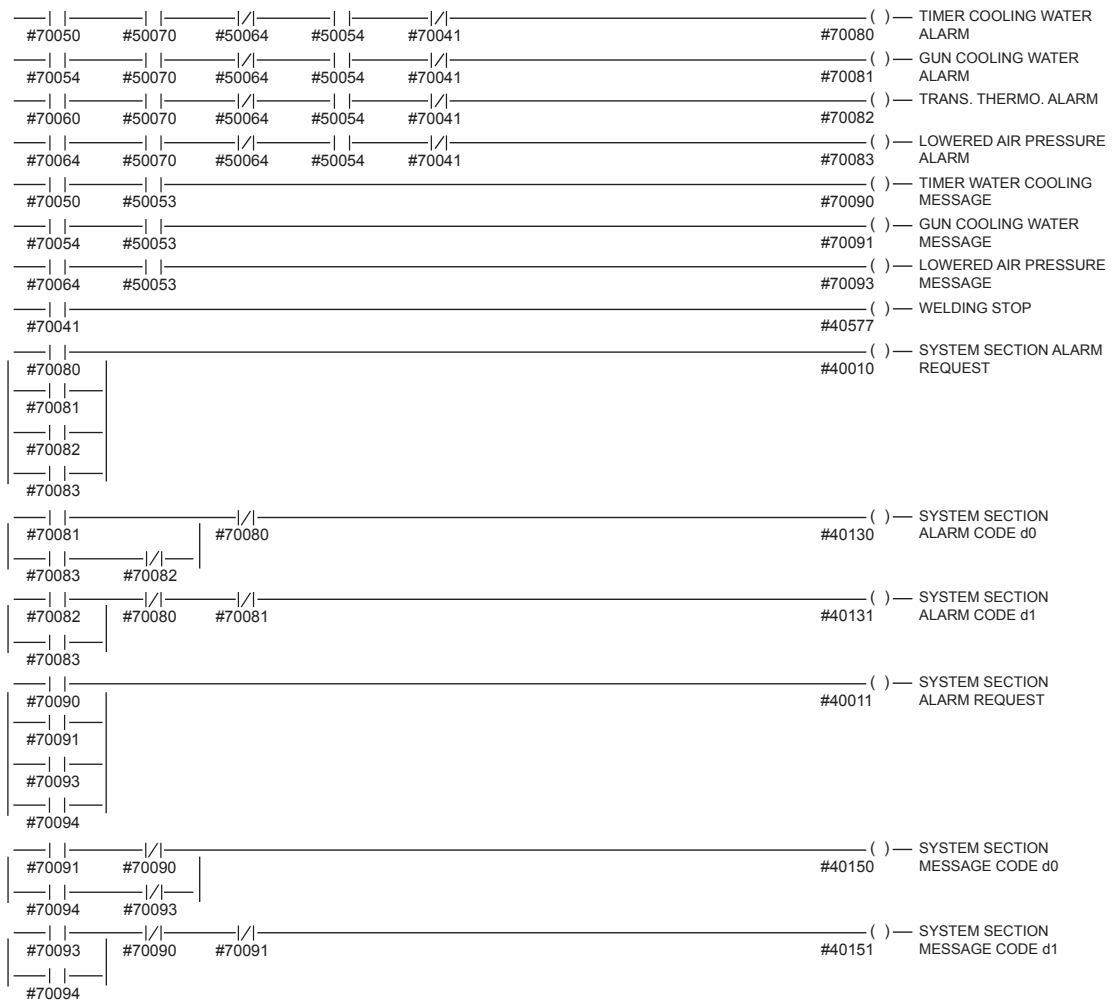 #70050 #50070 #50064 #50054 #70041 #70080 TIMER COOLING WATER
ALARM
#70054 #50070 #50064 #50054 #70041 #70081 GUN COOLING WATER
ALARM
#70060 #50070 #50064 #50054 #70041 #70082 TRANS. THERMO. ALARM
#70064 #50070 #50064 #50054 #70041 #70083 LOWERED AIR PRESSURE
ALARM
#70050 #50053 #70090 TIMER WATER COOLING
MESSAGE
#70054 #50053 #70091 GUN COOLING WATER
MESSAGE
#70064 #50053 #70093 LOWERED AIR PRESSURE
MESSAGE
#70041 #40577 WELDING STOP
#70080 #40010 SYSTEM SECTION ALARM
REQUEST
#70081
#70082
#70083
#70081 #70080 #40130 SYSTEM SECTION
ALARM CODE d0
#70083 #70082
#70082 #70080 #70081 #40131 SYSTEM SECTION
ALARM CODE d1
#70083
#70090 #40011 SYSTEM SECTION
ALARM REQUEST
#70091
#70093
#70094
#70091 #70090 #40150 SYSTEM SECTION
MESSAGE CODE d0
#70094 #70093
#70093 #70090 #70091 #40151 SYSTEM SECTION
MESSAGE CODE d1
#70094